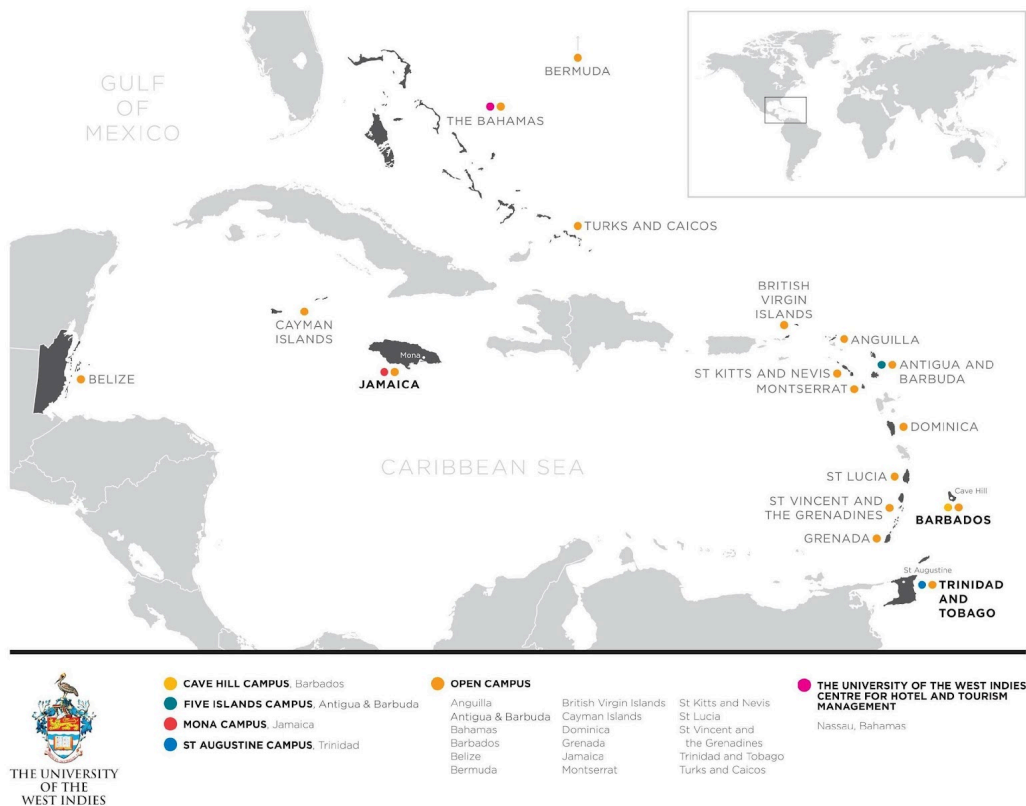 GULF
OF
MEXICO
BERMUDA
THE BAHAMAS
TURKS AND CAICOS
BRITISH
VIRGIN
ISLANDS
CAYMAN
ISLANDS
ANGUILLA
Mona
JAMAICA
ST KITTS AND NEVIS
ANTIGUA AND
BARBUDA
BELIZE
MONTSERRAT
DOMINICA
CARIBBEAN SEA
ST LUCIA
Cave Hill
ST VINCENT AND
THE GRENADINES
BARBADOS
GRENADA
St Augustine
TRINIDAD
AND
TOBAGO
CAVE HILL CAMPUS, Barbados
FIVE ISLANDS CAMPUS, Antigua & Barbuda
MONA CAMPUS, Jamaica
ST AUGUSTINE CAMPUS, Trinidad
OPEN CAMPUS
Anguilla
Antigua & Barbuda
Bahamas
Barbados
Belize
Bermuda
British Virgin Islands
Cayman Islands
Dominica
Grenada
Jamaica
Montserrat
St Kitts and Nevis
St Lucia
St Vincent and
the Grenadines
Trinidad and Tobago
Turks and Caicos
THE UNIVERSITY OF THE WEST INDIES
CENTRE FOR HOTEL AND TOURISM
MANAGEMENT
Nassau, Bahamas
THE UNIVERSITY
OF THE
WEST INDIES